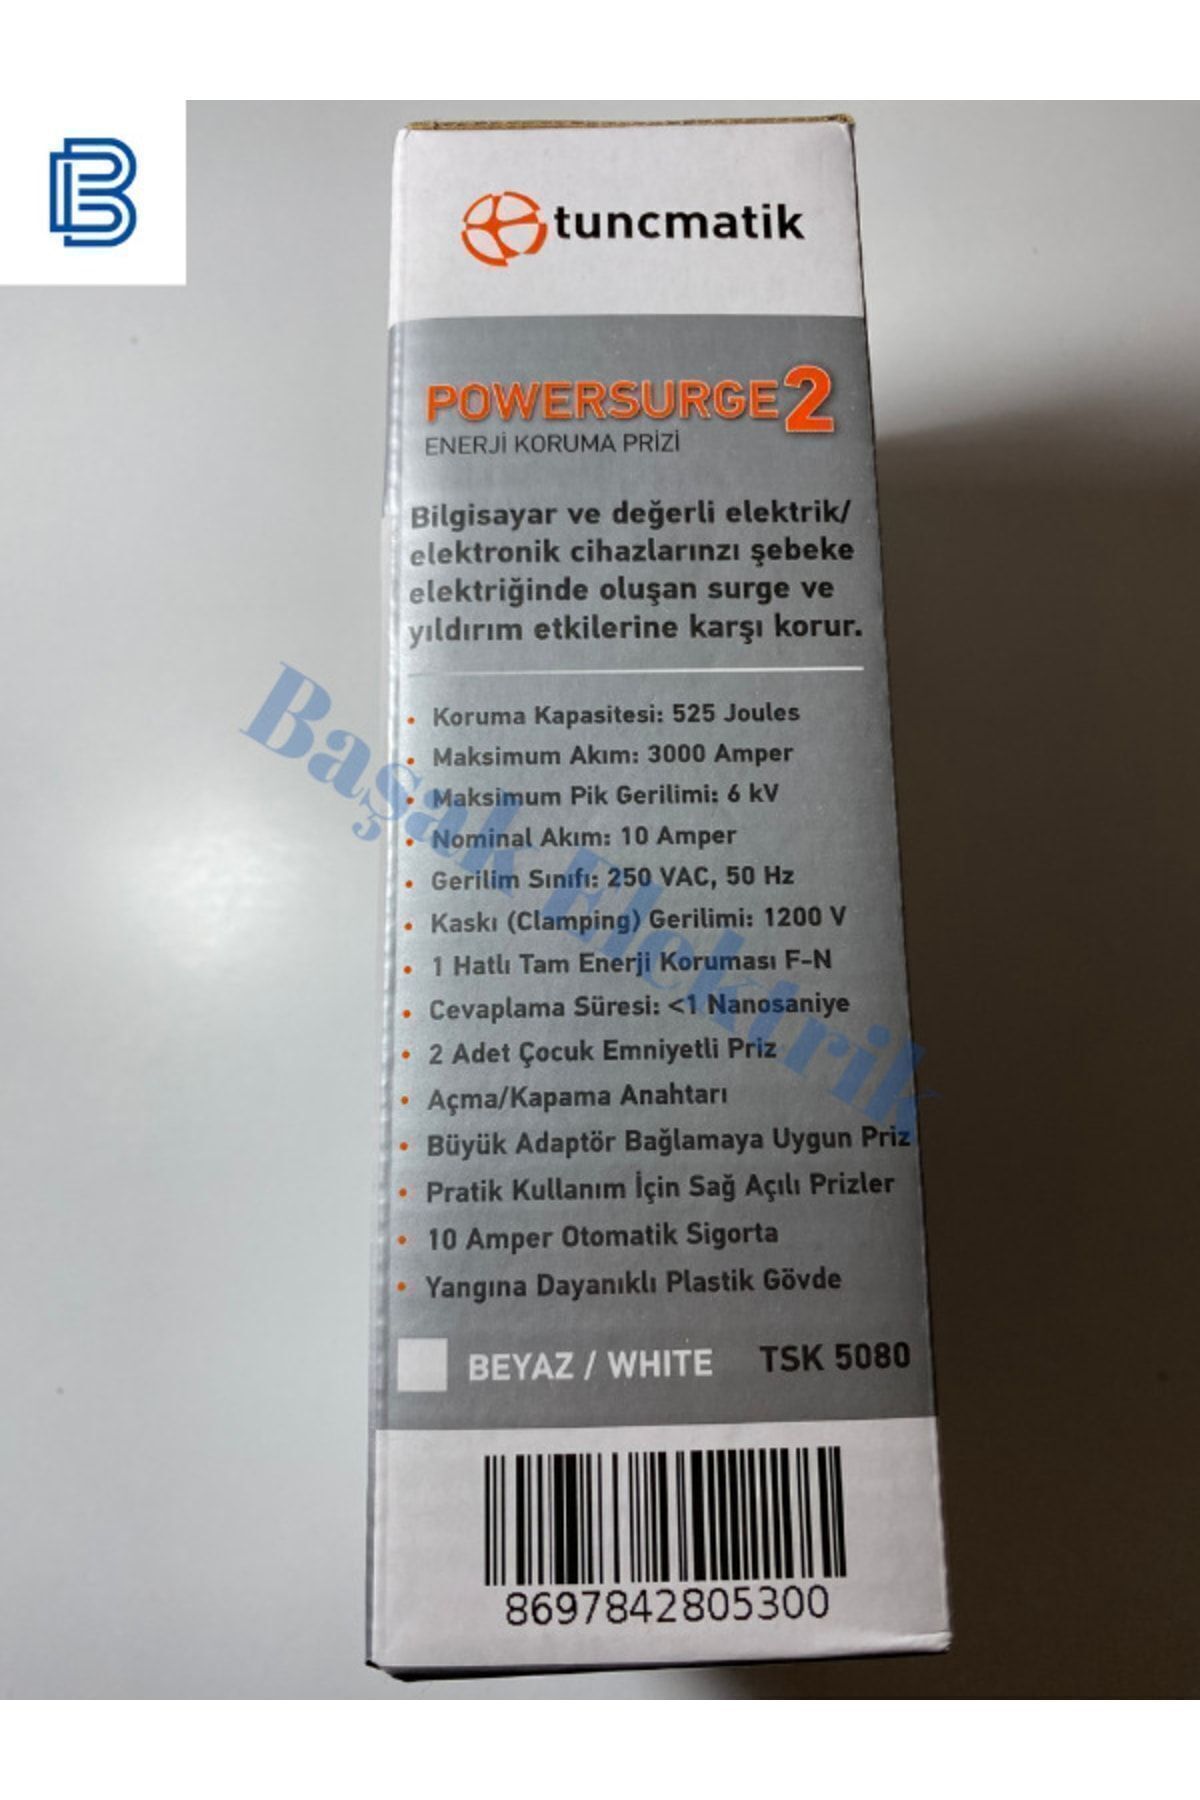 B
tuncmatik
POWERSURGE2
ENERJİ KORUMA PRİZİ
Bilgisayar ve değerli elektrik/
elektronik cihazlarınzı şebeke
elektriğinde oluşan surge ve
yıldırım etkilerine karşı korur.
• Koruma Kapasitesi: 525 Joules
• Maksimum Akım: 3000 Amper
• Maksimum Pik Gerilimi: 6 kV
• Nominal Akım: 10 Amper
• Gerilim Sınıfı: 250 VAC, 50 Hz
• Kaskı (Clamping) Gerilimi: 1200 V
• 1 Hatlı Tam Enerji Koruması F-N
• Cevaplama Süresi: <1 Nanosaniye
• 2 Adet Çocuk Emniyetli Priz
• Açma/Kapama Anahtarı
• Büyük Adaptör Bağlamaya Uygun Priz
• Pratik Kullanım İçin Sağ Açılı Prizler
• 10 Amper Otomatik Sigorta
• Yangına Dayanıklı Plastik Gövde
BEYAZ / WHITE TSK 5080
8697842805300
Başak Elektrik